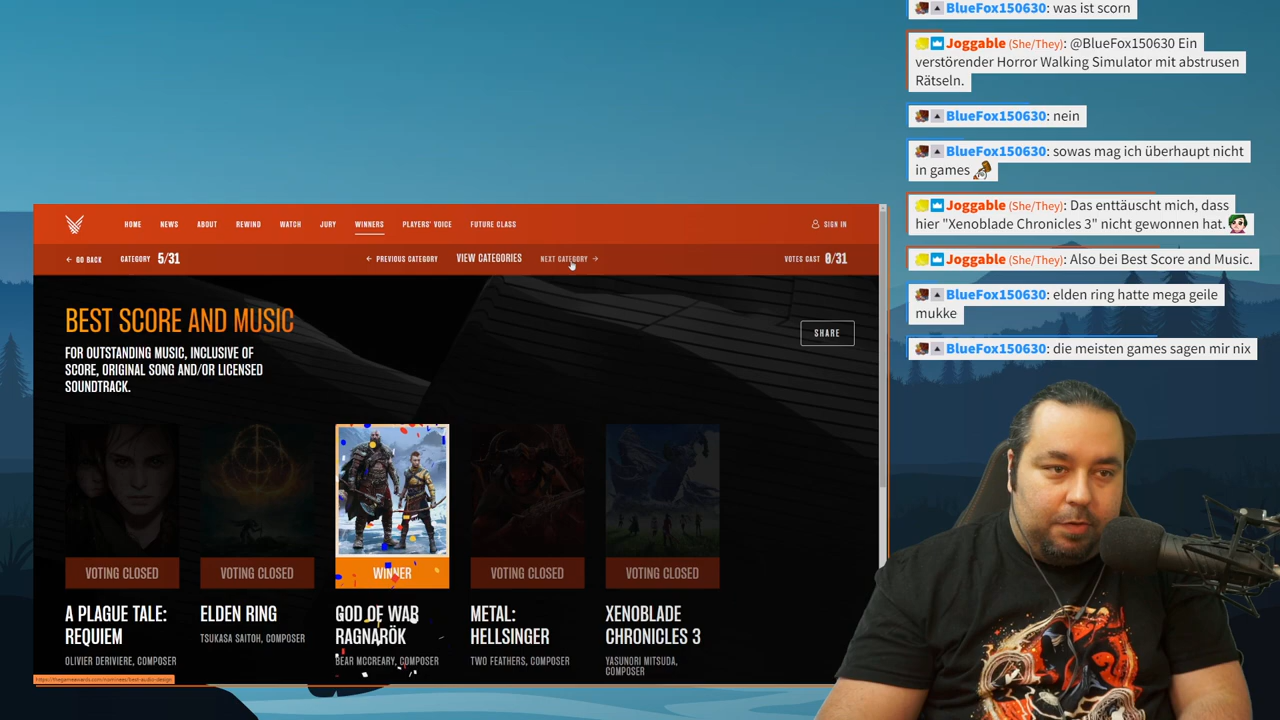 HOME NEWS ABOUT REWIND WATCH JURY WINNERS PLAYERS' VOICE FUTURE CLASS SIGN IN
← GO BACK CATEGORY 5/31 ← PREVIOUS CATEGORY VIEW CATEGORIES NEXT CATEGORY → VOTES CAST 0/31
BEST SCORE AND MUSIC
SHARE
FOR OUTSTANDING MUSIC, INCLUSIVE OF
SCORE, ORIGINAL SONG AND/OR LICENSED
SOUNDTRACK.
VOTING CLOSED
A PLAGUE TALE:
REQUIEM
OLIVIER DERIVIERE, COMPOSER
VOTING CLOSED
ELDEN RING
TSUKASA SAITOH, COMPOSER
WINNER
GOD OF WAR
RAGNARÖK
BEAR MCCREARY, COMPOSER
VOTING CLOSED
METAL:
HELLSINGER
TWO FEATHERS, COMPOSER
VOTING CLOSED
XENOBLADE
CHRONICLES 3
YASUNORI MITSUDA,
COMPOSER
https://thegameawards.com/nominees/best-audio-design
BlueFox150630: was ist scorn
Joggable (She/They): @BlueFox150630 Ein
verstörender Horror Walking Simulator mit abstrusen
Rätseln.
BlueFox150630: nein
BlueFox150630: sowas mag ich überhaupt nicht
in games
Joggable (She/They): Das enttäuscht mich, dass
hier "Xenoblade Chronicles 3" nicht gewonnen hat.
Joggable (She/They): Also bei Best Score and Music.
BlueFox150630: elden ring hatte mega geile
mukke
BlueFox150630: die meisten games sagen mir nix